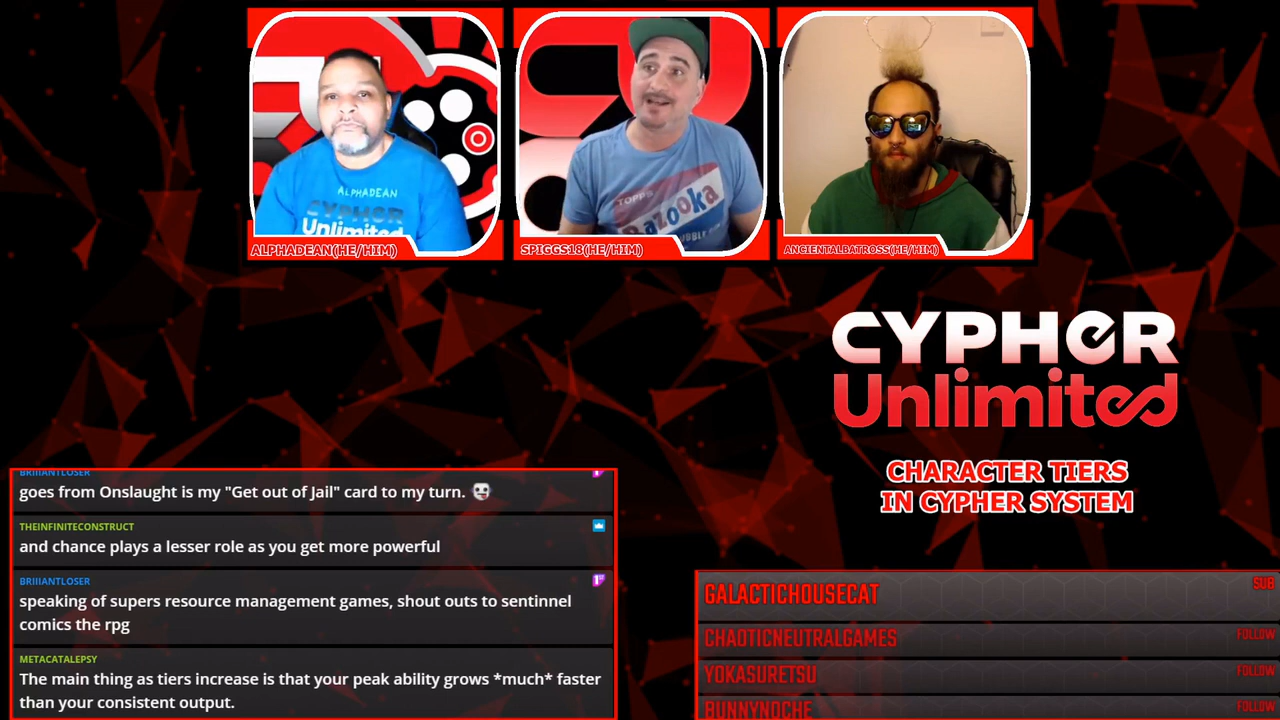 ALPHADEAN
CYPHER
Unlimited
ALPHADEAN(HE/HIM)
TOPPS
Bazooka
SPIGGS18(HE/HIM)
ANCIENTALBATROSS(HE/HIM)
CYPHER
Unlimited
CHARACTER TIERS
IN CYPHER SYSTEM
BRIIIANTLOSER
goes from Onslaught is my "Get out of Jail" card to my turn.
THEINFINITECONSTRUCT
and chance plays a lesser role as you get more powerful
BRIIIANTLOSER
speaking of supers resource management games, shout outs to sentinnel
comics the rpg
METACATALEPSY
The main thing as tiers increase is that your peak ability grows *much* faster
than your consistent output.
GALACTICHOUSECAT SUB
CHAOTICNEUTRALGAMES FOLLOW
YOKASURETSU FOLLOW
BUNNYNOCHE FOLLOW